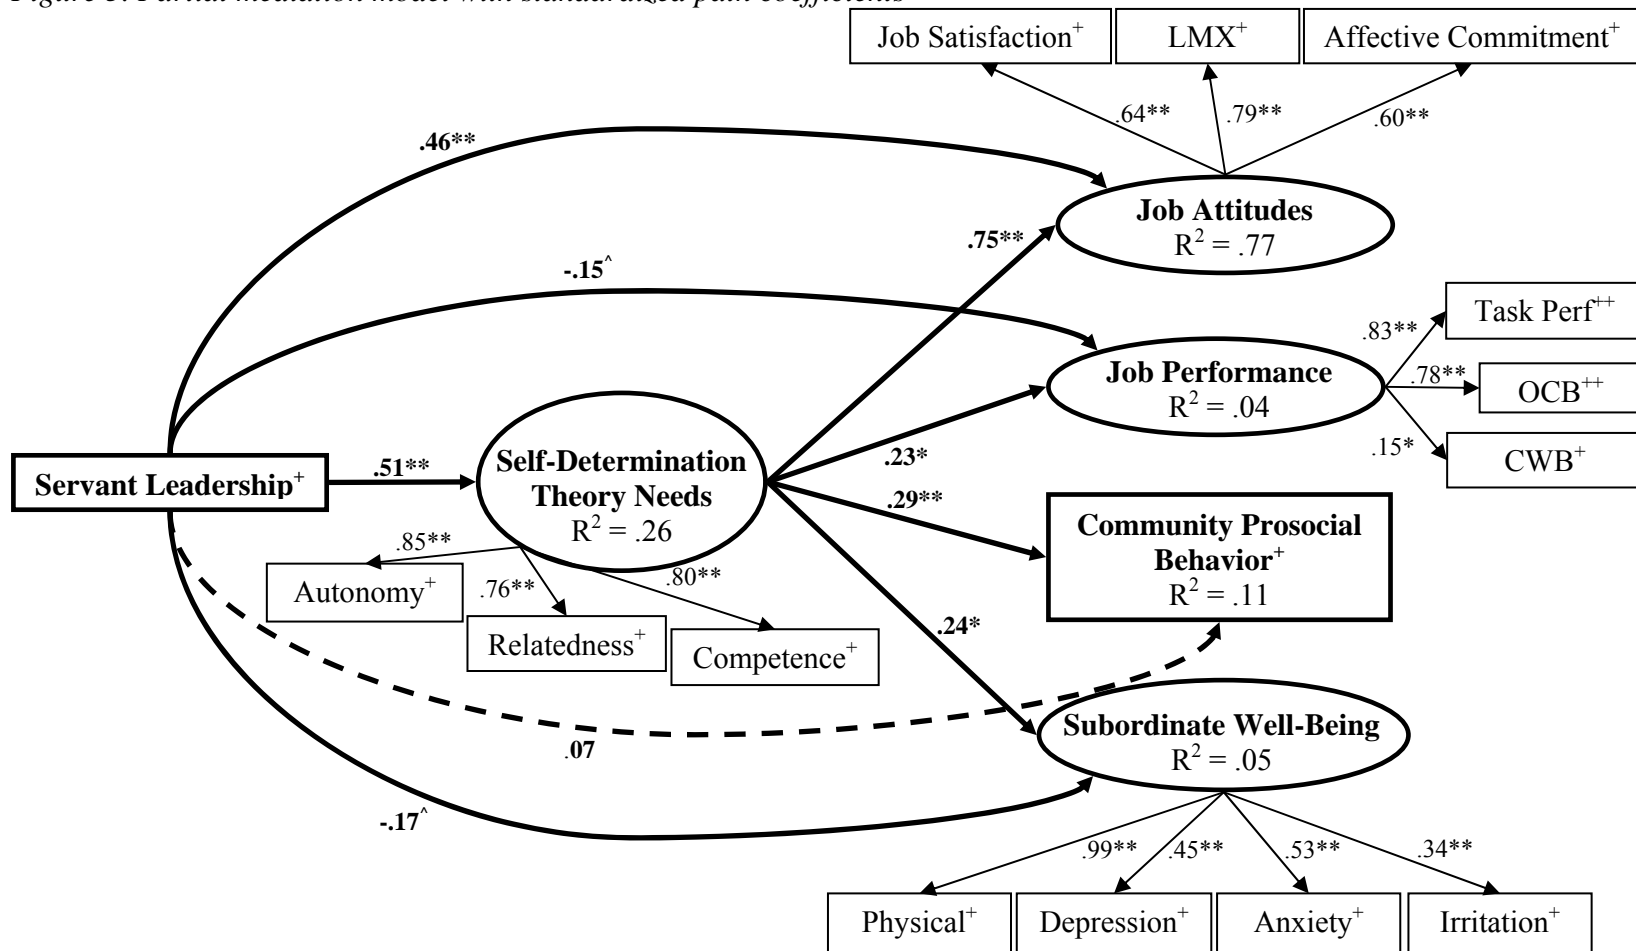 Figure 3. Partial mediation model with standardized path coefficients
Job Satisfaction+
LMX+
Affective Commitment+
.64**
.79**
.60**
.46**
Job Attitudes
R2 = .77
.75**
-.15^
Task Perf++
.83**
Job Performance
R2 = .04
.78**
OCB++
.15*
CWB+
.23*
Servant Leadership+
.51**
Self-Determination
Theory Needs
R2 = .26
.29**
Community Prosocial
Behavior+
R2 = .11
.85**
Autonomy+
.76**
Relatedness+
.80**
Competence+
.24*
.07
Subordinate Well-Being
R2 = .05
-.17^
.99**
.45**
.53**
.34**
Physical+
Depression+
Anxiety+
Irritation+